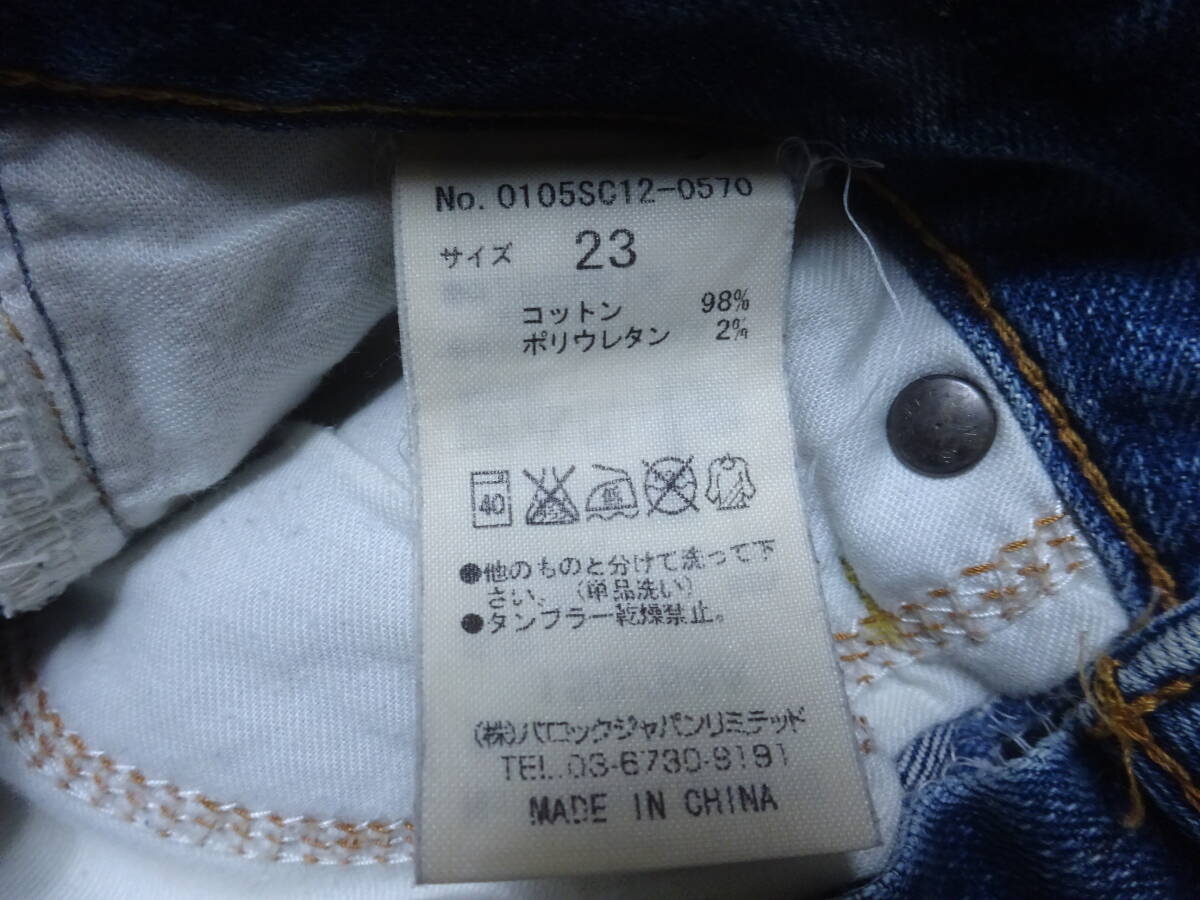 No. 0105SC12-0570
サイズ 23
コットン 98%
ポリウレタン 2%
40 低
●他のものと分けて洗って下
さい。(単品洗い)
●タンブラー乾燥禁止。
(株)バロックジャパンリミテッド
TEL.03-6730-9191
MADE IN CHINA